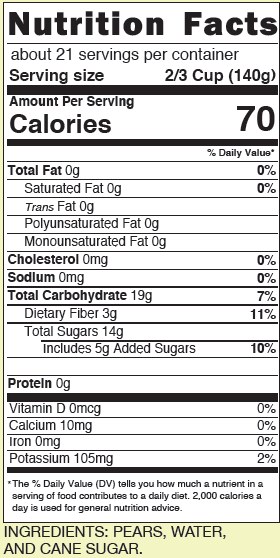 Nutrition Facts
about 21 servings per container
Serving size 2/3 Cup (140g)
Amount Per Serving
Calories 70
% Daily Value*
Total Fat 0g 0%
Saturated Fat 0g 0%
Trans Fat 0g
Polyunsaturated Fat 0g
Monounsaturated Fat 0g
Cholesterol 0mg 0%
Sodium 0mg 0%
Total Carbohydrate 19g 7%
Dietary Fiber 3g 11%
Total Sugars 14g
Includes 5g Added Sugars 10%
Protein 0g
Vitamin D 0mcg 0%
Calcium 10mg 0%
Iron 0mg 0%
Potassium 105mg 2%
*The % Daily Value (DV) tells you how much a nutrient in a
serving of food contributes to a daily diet. 2,000 calories a
day is used for general nutrition advice.
INGREDIENTS: PEARS, WATER,
AND CANE SUGAR.